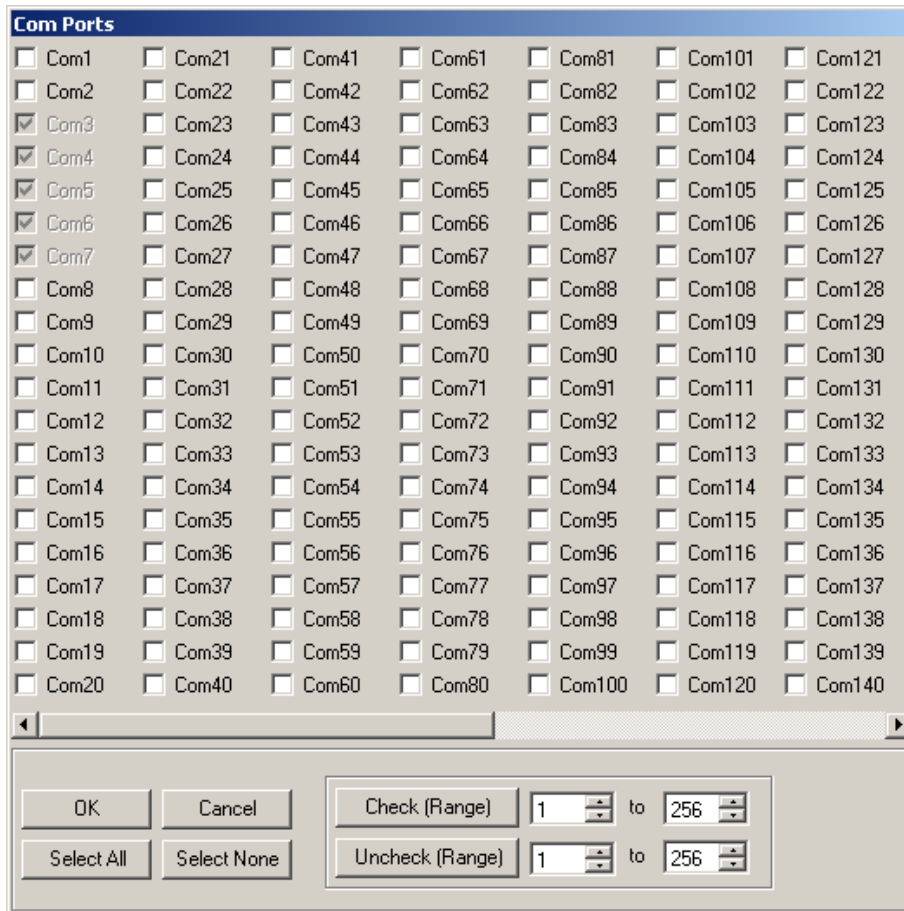 Com Ports
Com1 Com21 Com41 Com61 Com81 Com101 Com121
Com2 Com22 Com42 Com62 Com82 Com102 Com122
Com3 Com23 Com43 Com63 Com83 Com103 Com123
Com4 Com24 Com44 Com64 Com84 Com104 Com124
Com5 Com25 Com45 Com65 Com85 Com105 Com125
Com6 Com26 Com46 Com66 Com86 Com106 Com126
Com7 Com27 Com47 Com67 Com87 Com107 Com127
Com8 Com28 Com48 Com68 Com88 Com108 Com128
Com9 Com29 Com49 Com69 Com89 Com109 Com129
Com10 Com30 Com50 Com70 Com90 Com110 Com130
Com11 Com31 Com51 Com71 Com91 Com111 Com131
Com12 Com32 Com52 Com72 Com92 Com112 Com132
Com13 Com33 Com53 Com73 Com93 Com113 Com133
Com14 Com34 Com54 Com74 Com94 Com114 Com134
Com15 Com35 Com55 Com75 Com95 Com115 Com135
Com16 Com36 Com56 Com76 Com96 Com116 Com136
Com17 Com37 Com57 Com77 Com97 Com117 Com137
Com18 Com38 Com58 Com78 Com98 Com118 Com138
Com19 Com39 Com59 Com79 Com99 Com119 Com139
Com20 Com40 Com60 Com80 Com100 Com120 Com140
OK Cancel Check (Range) 1 to 256
Select All Select None Uncheck (Range) 1 to 256